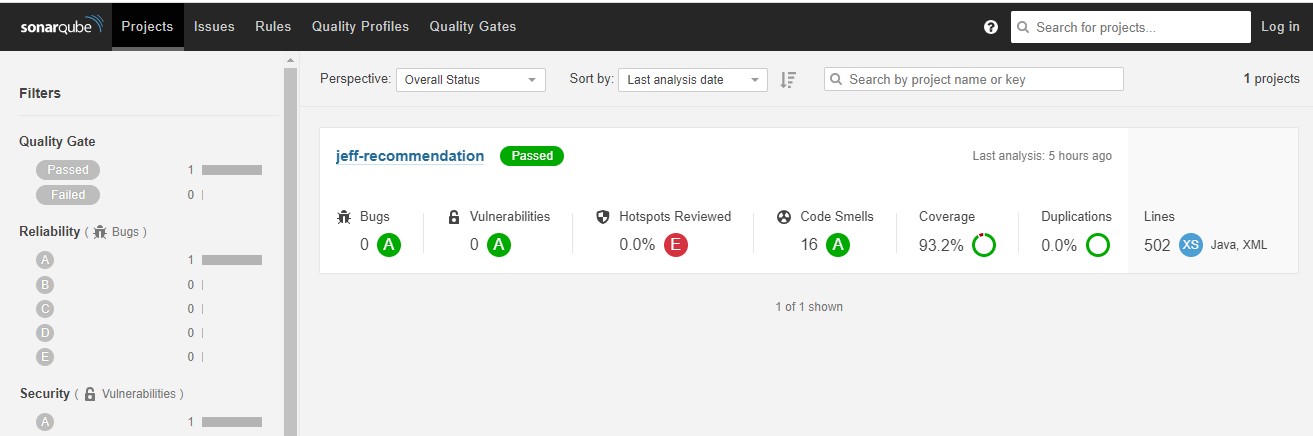 sonarqube Projects Issues Rules Quality Profiles Quality Gates ? Search for projects... Log in
Perspective: Overall Status Sort by: Last analysis date Search by project name or key 1 projects
Filters
Quality Gate
Passed 1
Failed 0
Reliability ( Bugs )
A 1
B 0
C 0
D 0
E 0
Security ( Vulnerabilities )
A 1
jeff-recommendation Passed Last analysis: 5 hours ago
Bugs Vulnerabilities Hotspots Reviewed Code Smells Coverage Duplications Lines
0 A 0 A 0.0% E 16 A 93.2% 0.0% 502 XS Java, XML
1 of 1 shown